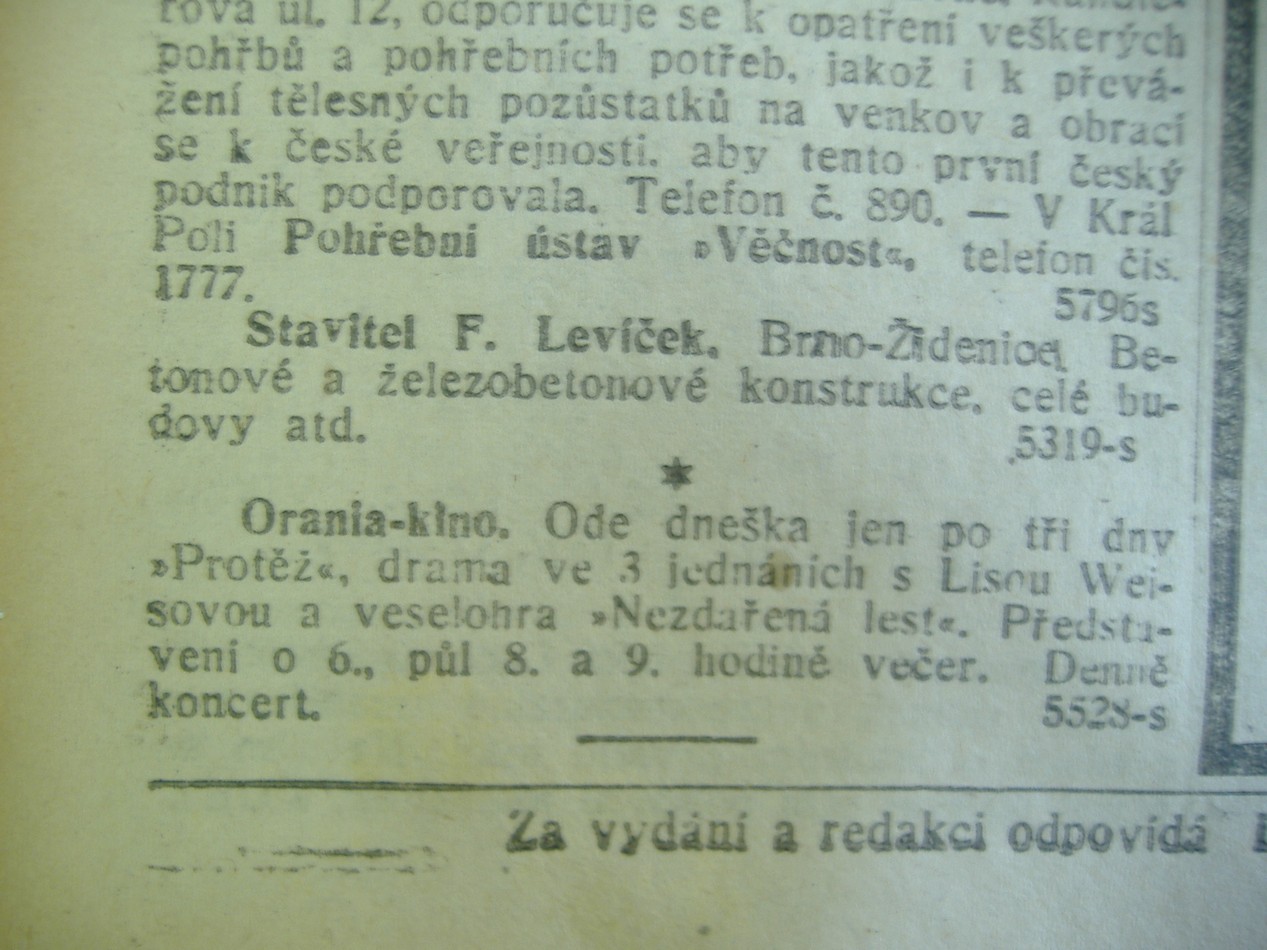 rova ul. 12, odporučuje se k opatření veškerých
pohřbů a pohřebních potřeb, jakož i k převá-
žení tělesných pozůstatků na venkov a obrací
se k české veřejnosti, aby tento první český
podnik podporovala. Telefon č. 890. — V Král
Poli Pohřební ústav »Věčnost«, telefon čis.
1777. 5796s
Stavitel F. Levíček, Brno-Židenice, Be-
tonové a železobetonové konstrukce, celé bu-
dovy atd. 5319-s
*
Orania-kino. Ode dneška jen po tři dny
»Protěž«, drama ve 3 jednáních s Lisou Wei-
sovou a veselohra »Nezdařená lest«. Předsta-
vení o 6., půl 8. a 9. hodině večer. Denně
koncert. 5528-s
Za vydání a redakci odpovídá